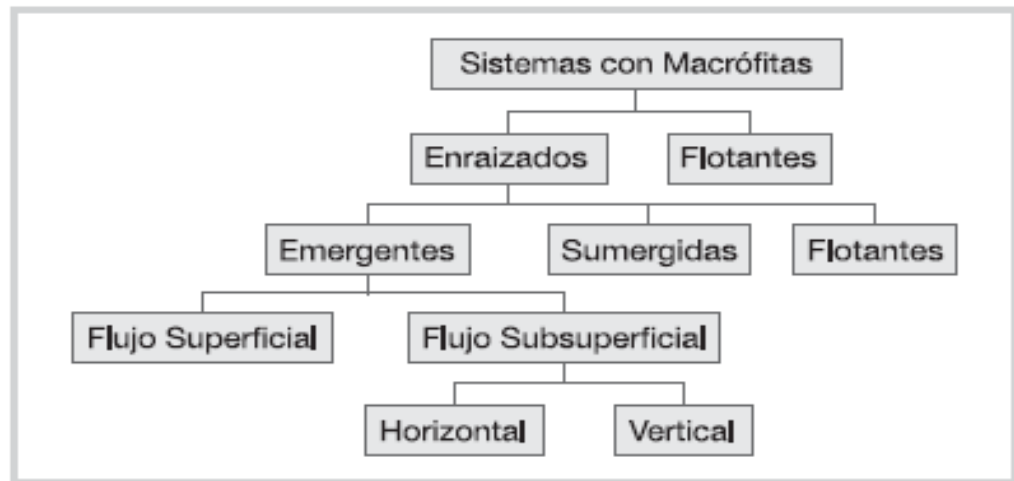 Sistemas con Macrófitas
Enraizados
Flotantes
Emergentes
Sumergidas
Flotantes
Flujo Superficial
Flujo Subsuperficial
Horizontal
Vertical